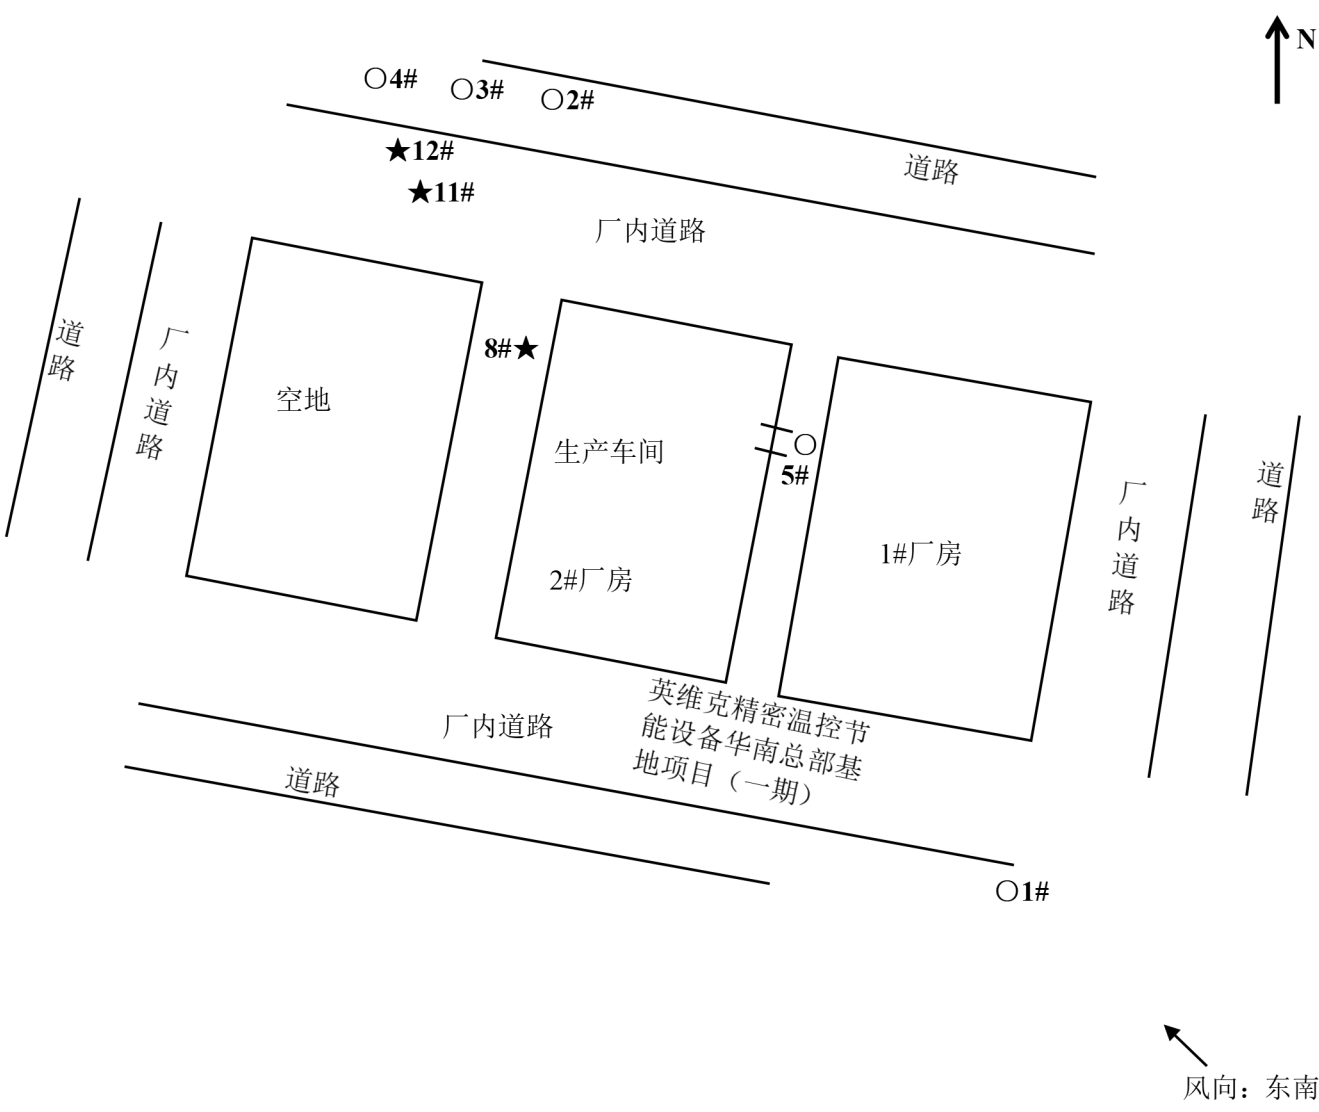 N
○4#
○3#
○2#
道路
★12#
★11#
厂内道路
道路
厂内道路
8#★
空地
生产车间
○
5#
2#厂房
1#厂房
厂内道路
道路
英维克精密温控节
能设备华南总部基
地项目（一期）
厂内道路
道路
○1#
风向：东南